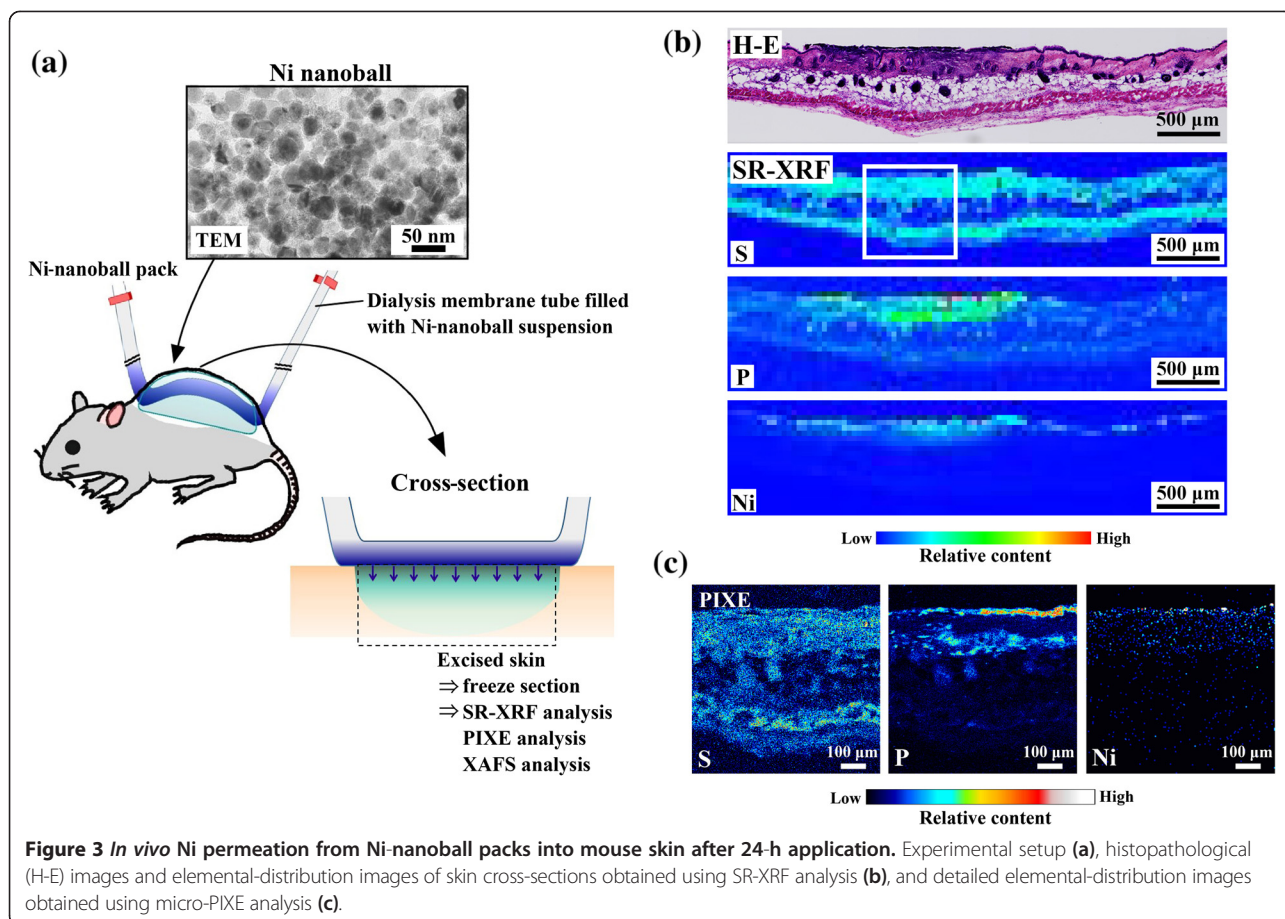 (a)
Ni nanoball
TEM
50 nm
Ni-nanoball pack
Dialysis membrane tube filled
with Ni-nanoball suspension
Cross-section
Excised skin
⇒ freeze section
⇒ SR-XRF analysis
PIXE analysis
XAFS analysis
(b)
H-E
500 µm
SR-XRF
S
500 µm
P
500 µm
Ni
500 µm
Low
High
Relative content
(c)
PIXE
S
100 µm
P
100 µm
Ni
100 µm
Low
High
Relative content
Figure 3 In vivo Ni permeation from Ni-nanoball packs into mouse skin after 24-h application. Experimental setup (a), histopathological
(H-E) images and elemental-distribution images of skin cross-sections obtained using SR-XRF analysis (b), and detailed elemental-distribution images
obtained using micro-PIXE analysis (c).